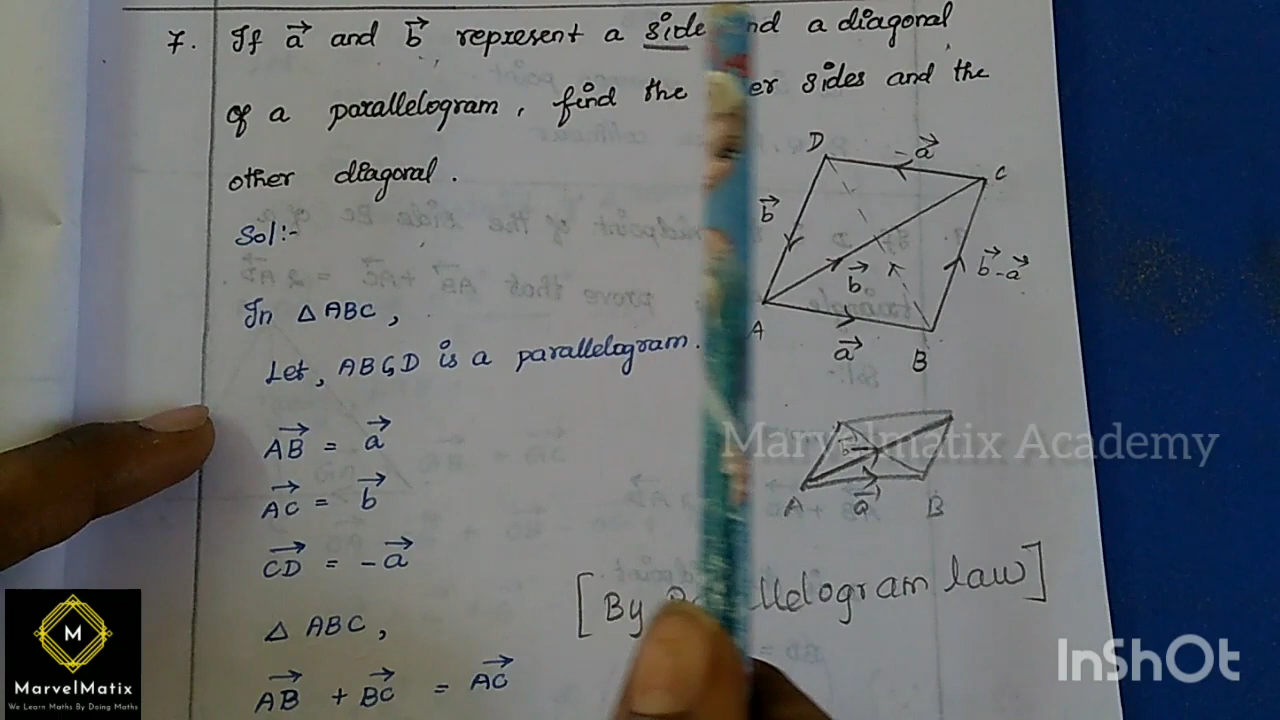 7. If a⃗ and b⃗ represent a side and a diagonal
of a parallelogram, find the sides and the
other diagonal.
Sol:-
In △ ABC,
Let, ABCD is a parallelogram.
AB⃗ = a⃗
AC⃗ = b⃗
CD⃗ = -a⃗
△ ABC,
AB⃗ + BC⃗ = AC⃗
D
-a⃗
C
b⃗
b⃗
b⃗-a⃗
A
a⃗
B
b⃗
A
a⃗
B
[By Parallelogram law]
Marvelmatix Academy
InShOt
M
MarvelMatix
We Learn Maths By Doing Maths